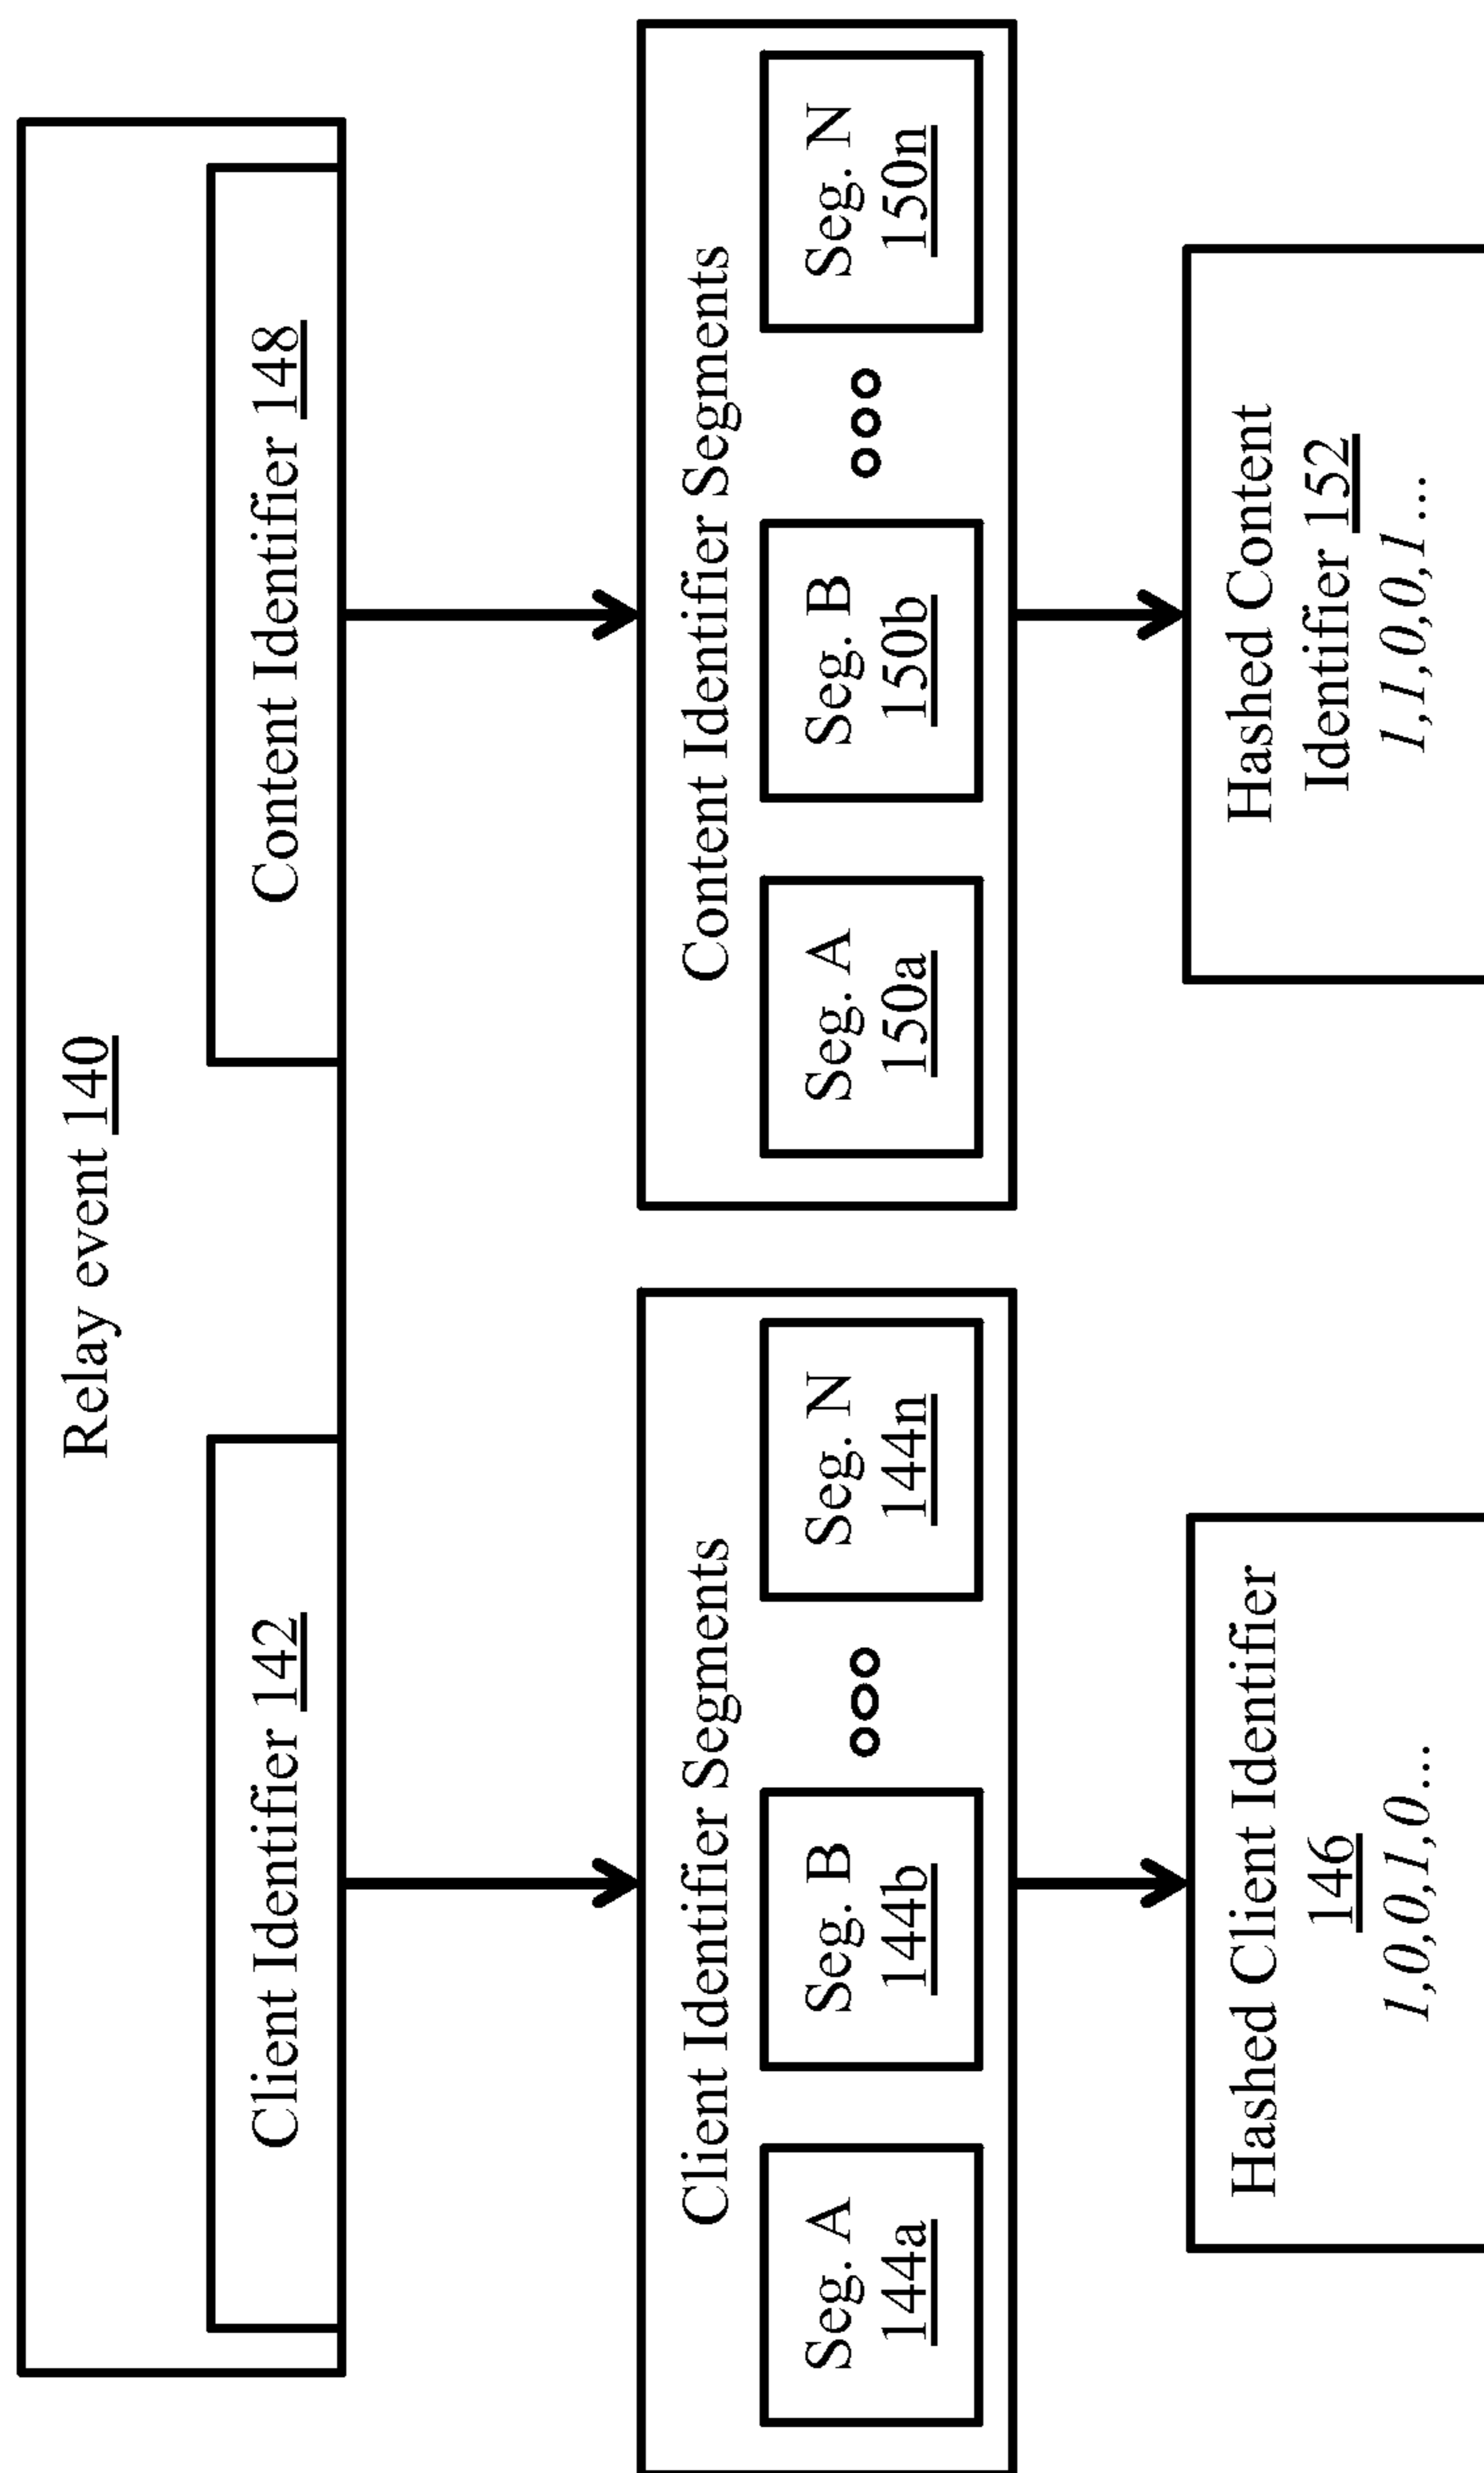 Relay event 140
Client Identifier 142
Content Identifier 148
Client Identifier Segments
Seg. A
144a
Seg. B
144b
Seg. N
144n
Content Identifier Segments
Seg. A
150a
Seg. B
150b
Seg. N
150n
Hashed Client Identifier
146
1,0,0,1,0...
Hashed Content
Identifier 152
1,1,0,0,1...